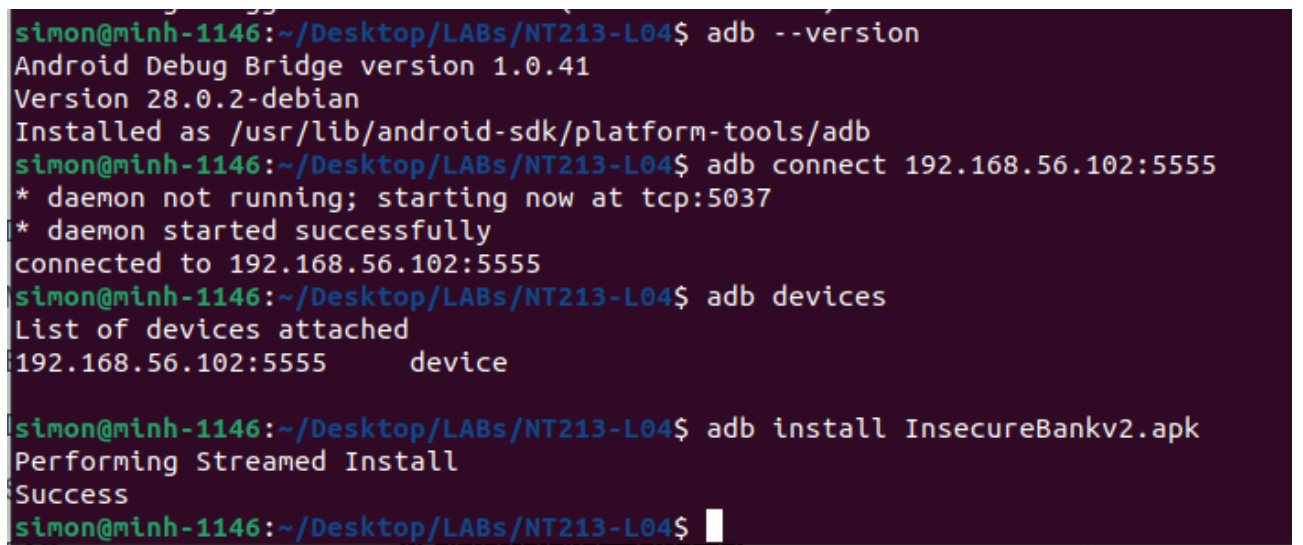 simon@minh-1146:~/Desktop/LABs/NT213-L04$ adb --version
Android Debug Bridge version 1.0.41
Version 28.0.2-debian
Installed as /usr/lib/android-sdk/platform-tools/adb
simon@minh-1146:~/Desktop/LABs/NT213-L04$ adb connect 192.168.56.102:5555
* daemon not running; starting now at tcp:5037
* daemon started successfully
connected to 192.168.56.102:5555
simon@minh-1146:~/Desktop/LABs/NT213-L04$ adb devices
List of devices attached
192.168.56.102:5555     device
simon@minh-1146:~/Desktop/LABs/NT213-L04$ adb install InsecureBankv2.apk
Performing Streamed Install
Success
simon@minh-1146:~/Desktop/LABs/NT213-L04$